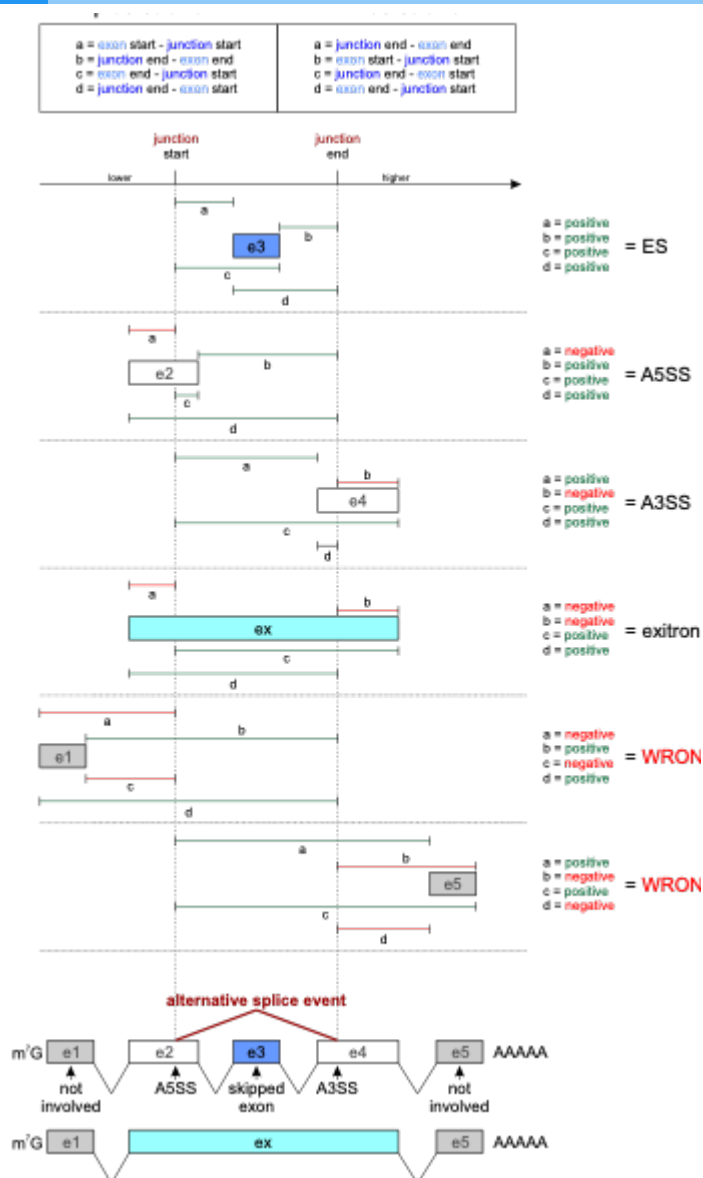 a = exon start - junction start
b = junction end - exon end
c = exon end - junction start
d = junction end - exon start
a = junction end - exon end
b = exon start - junction start
c = junction end - exon start
d = exon end - junction start
junction
start
junction
end
lower
higher
a
b
e3
c
d
a = positive
b = positive
c = positive
d = positive
= ES
a
b
e2
c
d
a = negative
b = positive
c = positive
d = positive
= A5SS
a
b
e4
c
d
a = positive
b = negative
c = positive
d = positive
= A3SS
a
b
ex
c
d
a = negative
b = negative
c = positive
d = positive
= exitron
a
b
e1
c
d
a = negative
b = positive
c = negative
d = positive
= WRON
a
b
e5
c
d
a = positive
b = negative
c = positive
d = negative
= WRON
alternative splice event
m7G e1 e2 e3 e4 e5 AAAAA
not involved
A5SS
skipped exon
A3SS
not involved
m7G e1 ex e5 AAAAA